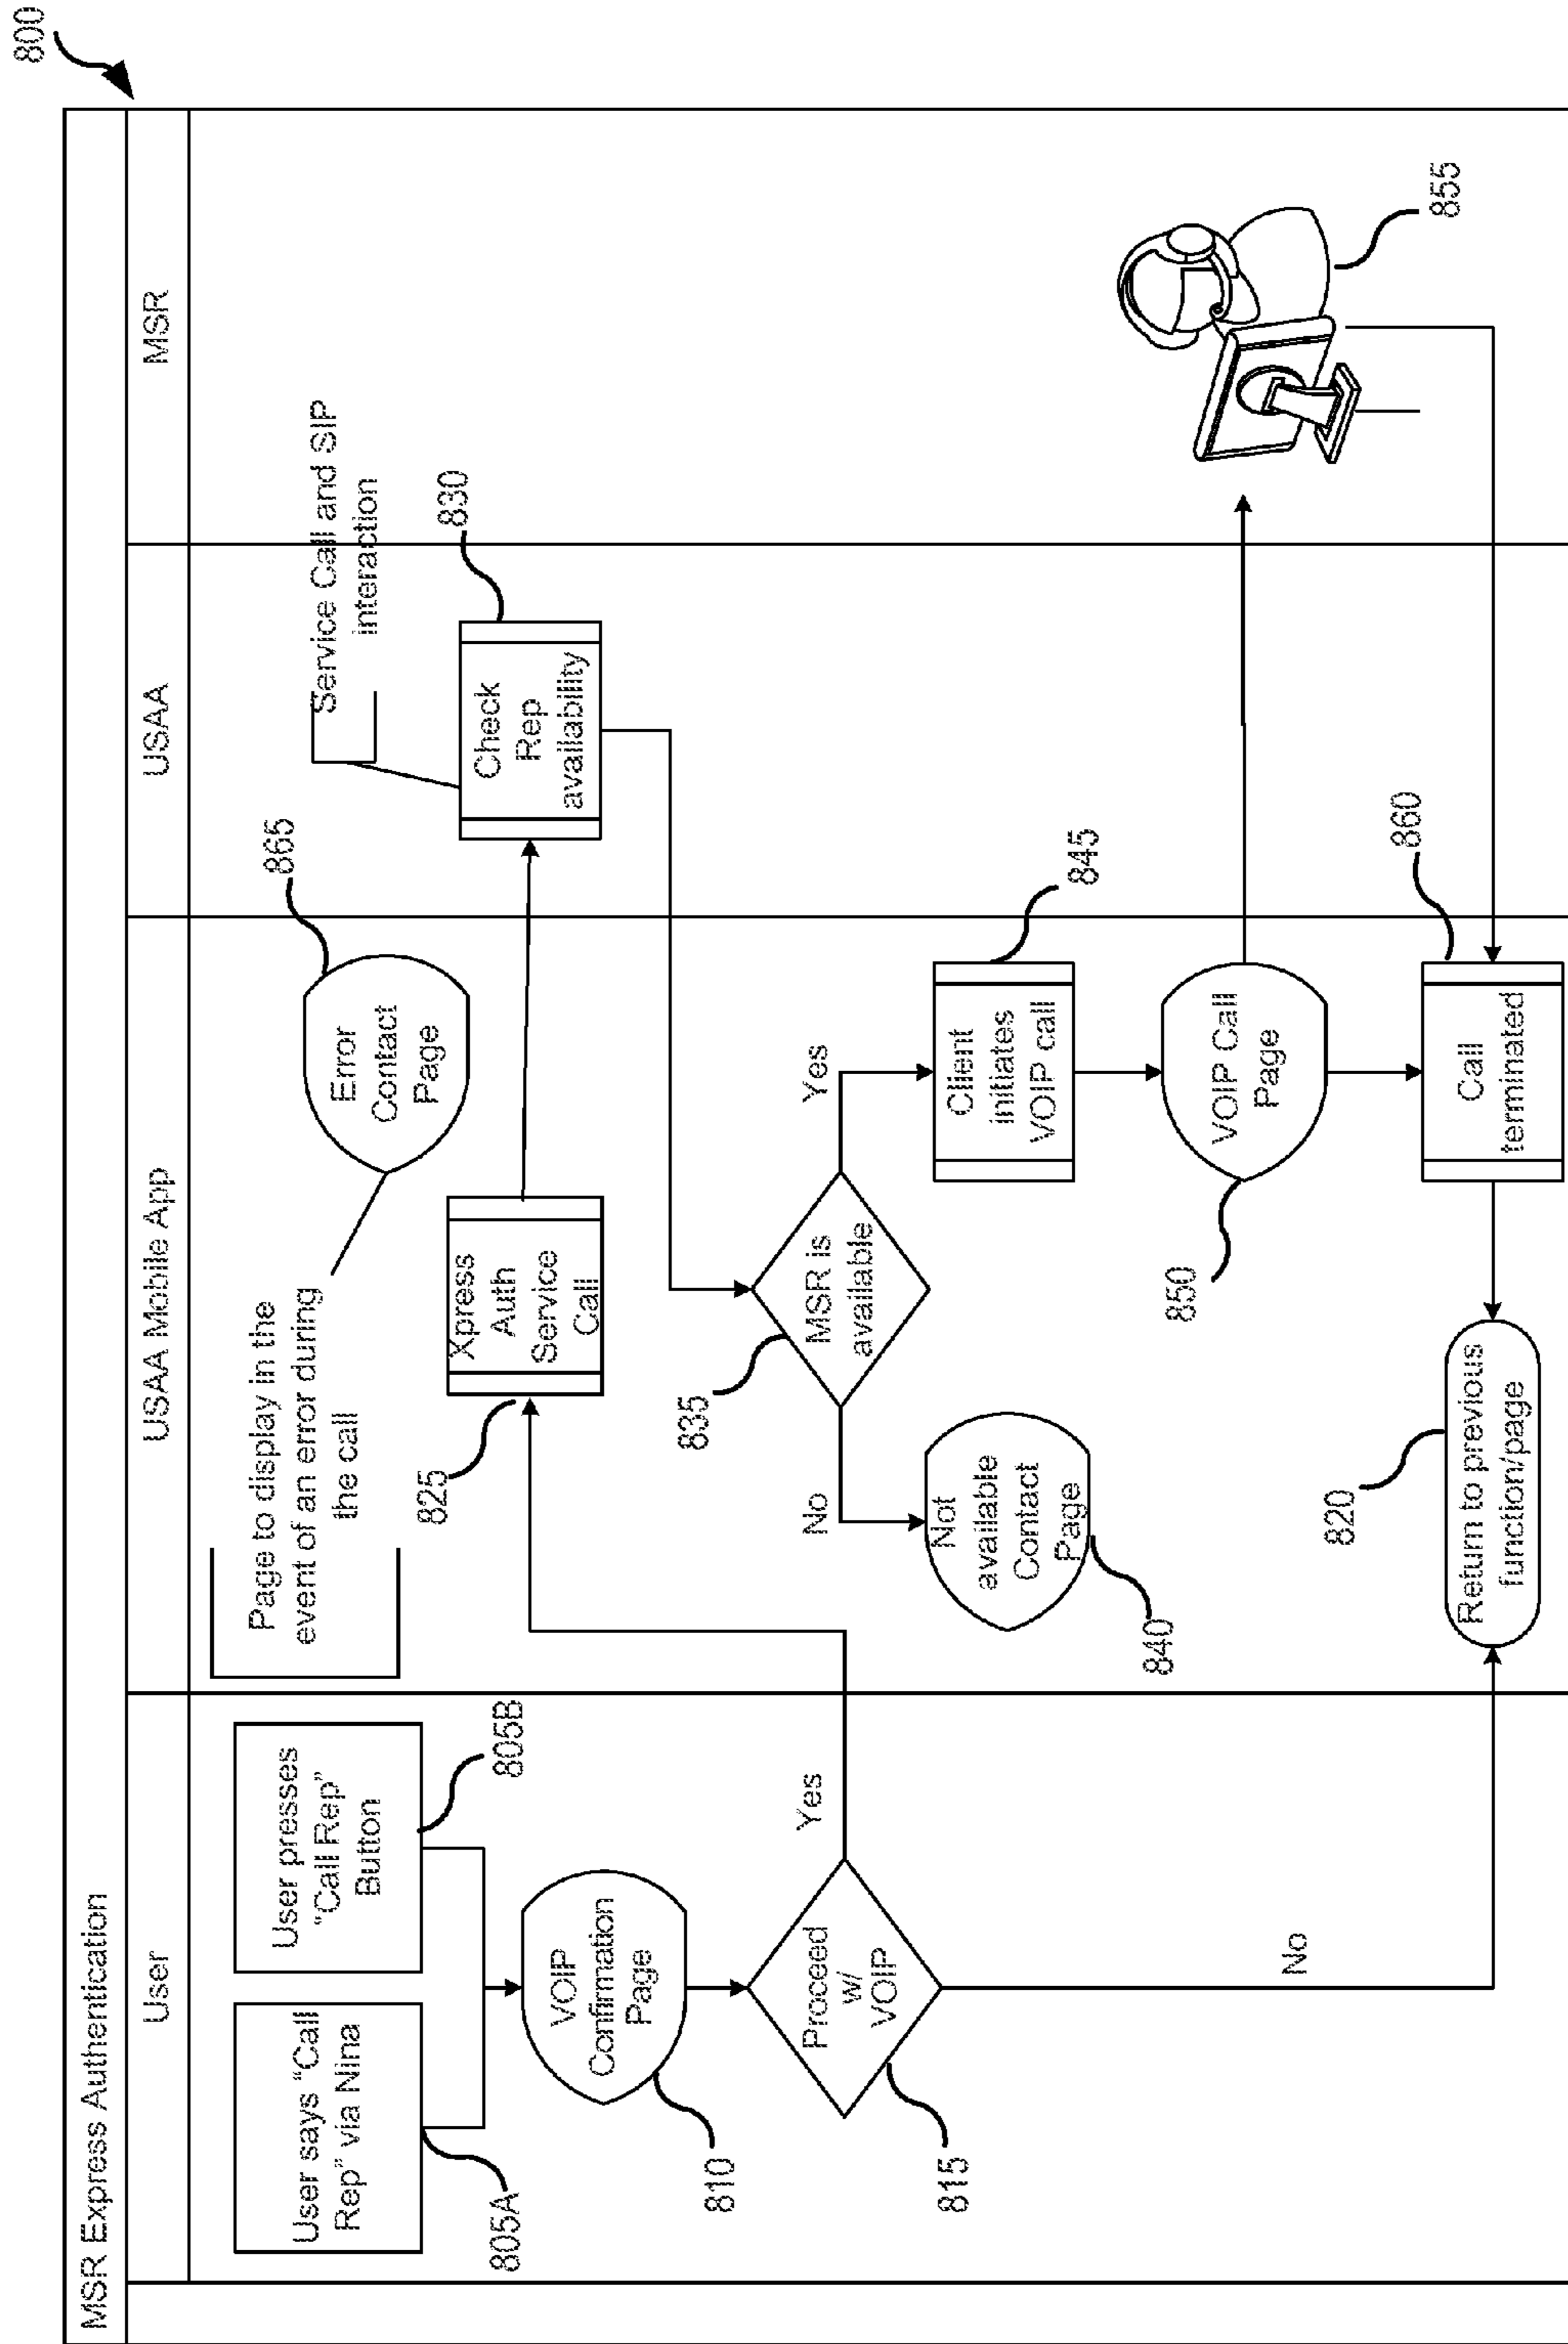 800
MSR Express Authentication
User
USAA Mobile App
USAA
MSR
User says "Call
Rep" via Nina
805A
User presses
"Call Rep"
Button
805B
VOIP
Confirmation
Page
810
Proceed
w/
VOIP
815
Yes
No
Page to display in the
event of an error during
the call
Error
Contact
Page
865
Xpress
Auth
Service
Call
825
Service Call and SIP
interaction
Check
Rep
availability
830
MSR is
available
835
No
Yes
Not
available
Contact
Page
840
Client
initiates
VOIP call
845
VOIP Call
Page
850
855
Call
terminated
860
Return to previous
function/page
820